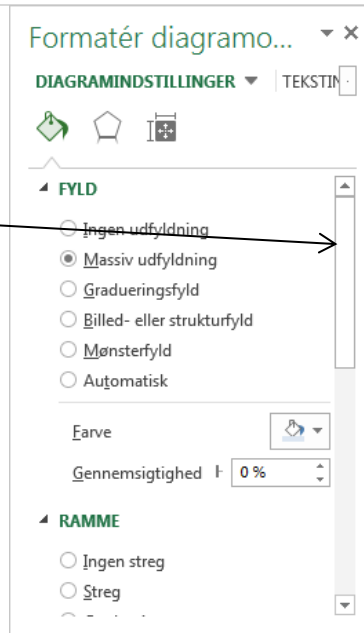 Formatér diagramo...
DIAGRAMINDSTILLINGER TEKSTIN
FYLD
Ingen udfyldning
Massiv udfyldning
Gradueringsfyld
Billed- eller strukturfyld
Mønsterfyld
Automatisk
Farve
Gennemsigtighed 0 %
RAMME
Ingen streg
Streg